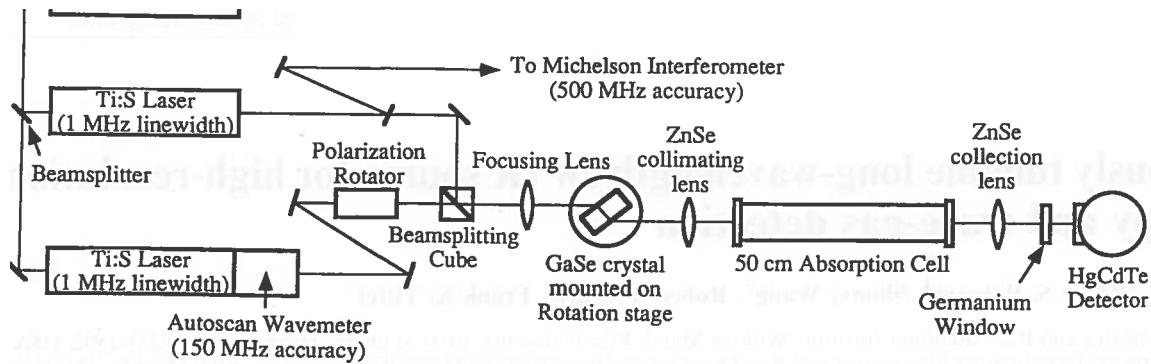 To Michelson Interferometer
(500 MHz accuracy)
Ti:S Laser
(1 MHz linewidth)
Beamsplitter
Polarization
Rotator
Focusing Lens
ZnSe
collimating
lens
ZnSe
collection
lens
Beamsplitting
Cube
GaSe crystal
mounted on
Rotation stage
50 cm Absorption Cell
Germanium
Window
HgCdTe
Detector
Ti:S Laser
(1 MHz linewidth)
Autoscan Wavemeter
(150 MHz accuracy)